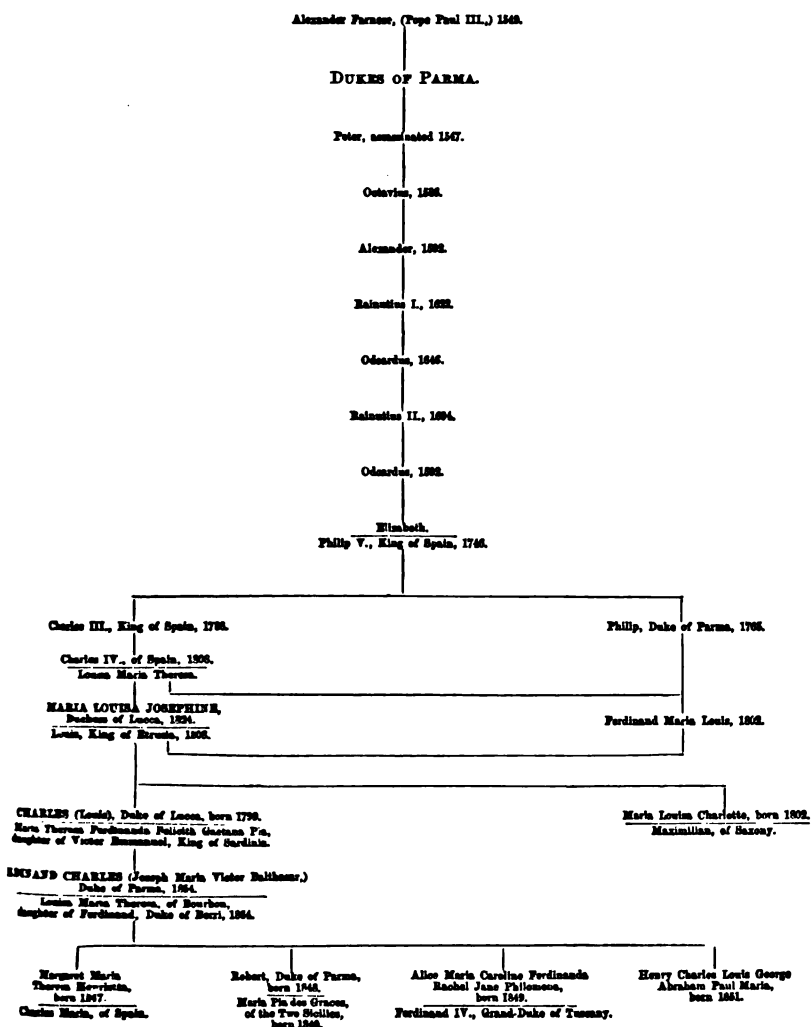 Alexander Farnese, (Pope Paul III.,) 1549.
DUKES OF PARMA.
Peter, nominated 1547.
Octavius, 1586.
Alexander, 1592.
Rainutius I., 1622.
Odeardus, 1646.
Rainutius II., 1694.
Odeardus,
Elizabeth.
Philip V., King of Spain, 1746.
Charles III., King of Spain, 1788.
Philip, Duke of Parma, 1765.
Charles IV., of Spain, 1808.
Louisa Maria Theresa.
MARIA LOUISA JOSEPHINE,
Duchess of Lucca, 1824.
Louis, King of Etruria, 1803.
Ferdinand Maria Louis, 1802.
CHARLES (Louis), Duke of Lucca, born 1799.
Maria Theresa Ferdinanda Gaetana Pia,
daughter of Victor Emmanuel, King of Sardinia.
Maria Louisa Charlotte, born 1802.
Maximilian, of Saxony.
CHARLES (Joseph Maria Victor Balthasar,)
Duke of Parma, 1854.
Louisa Maria Theresa, of Bourbon,
daughter of Ferdinand, Duke of Berri, 1864.
Margaret Maria
Theresa Henrietta,
born 1847.
Charles Maria, of Spain.
Robert, Duke of Parma,
born 1848.
Maria Pia des Graces,
of the Two Sicilies,
born 1849.
Alice Maria Caroline Ferdinanda
Rachel Jane Philomena,
born 1849.
Ferdinand IV., Grand-Duke of Tuscany.
Henry Charles Louis George
Abraham Paul Maria,
born 1851.